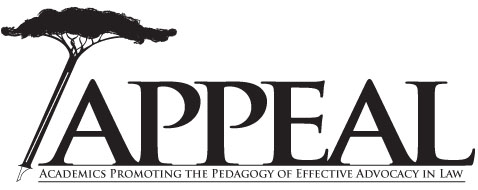 APPEAL
ACADEMICS PROMOTING THE PEDAGOGY OF EFFECTIVE ADVOCACY IN LAW